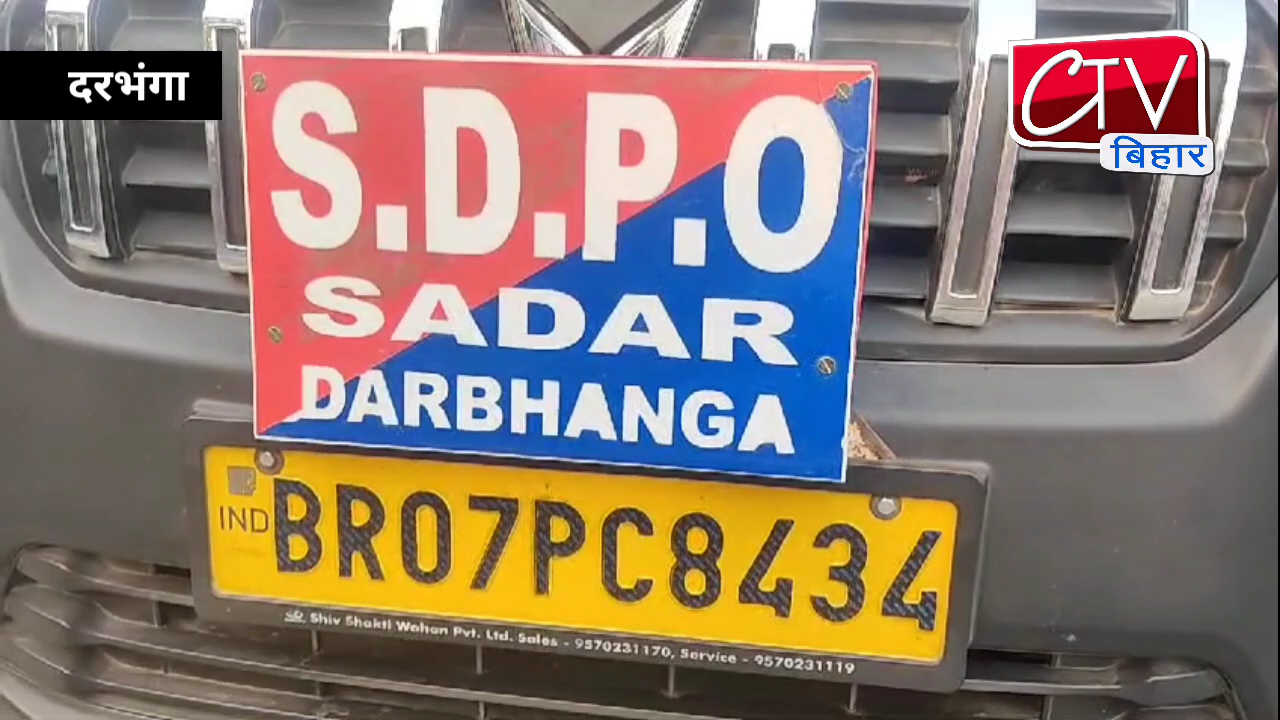 दरभंगा
CTV
बिहार
S.D.P.O
SADAR
DARBHANGA
IND
BR07PC8434
Shiv Shakti Wahan Pvt. Ltd. Sales - 9570231170, Service - 9570231119